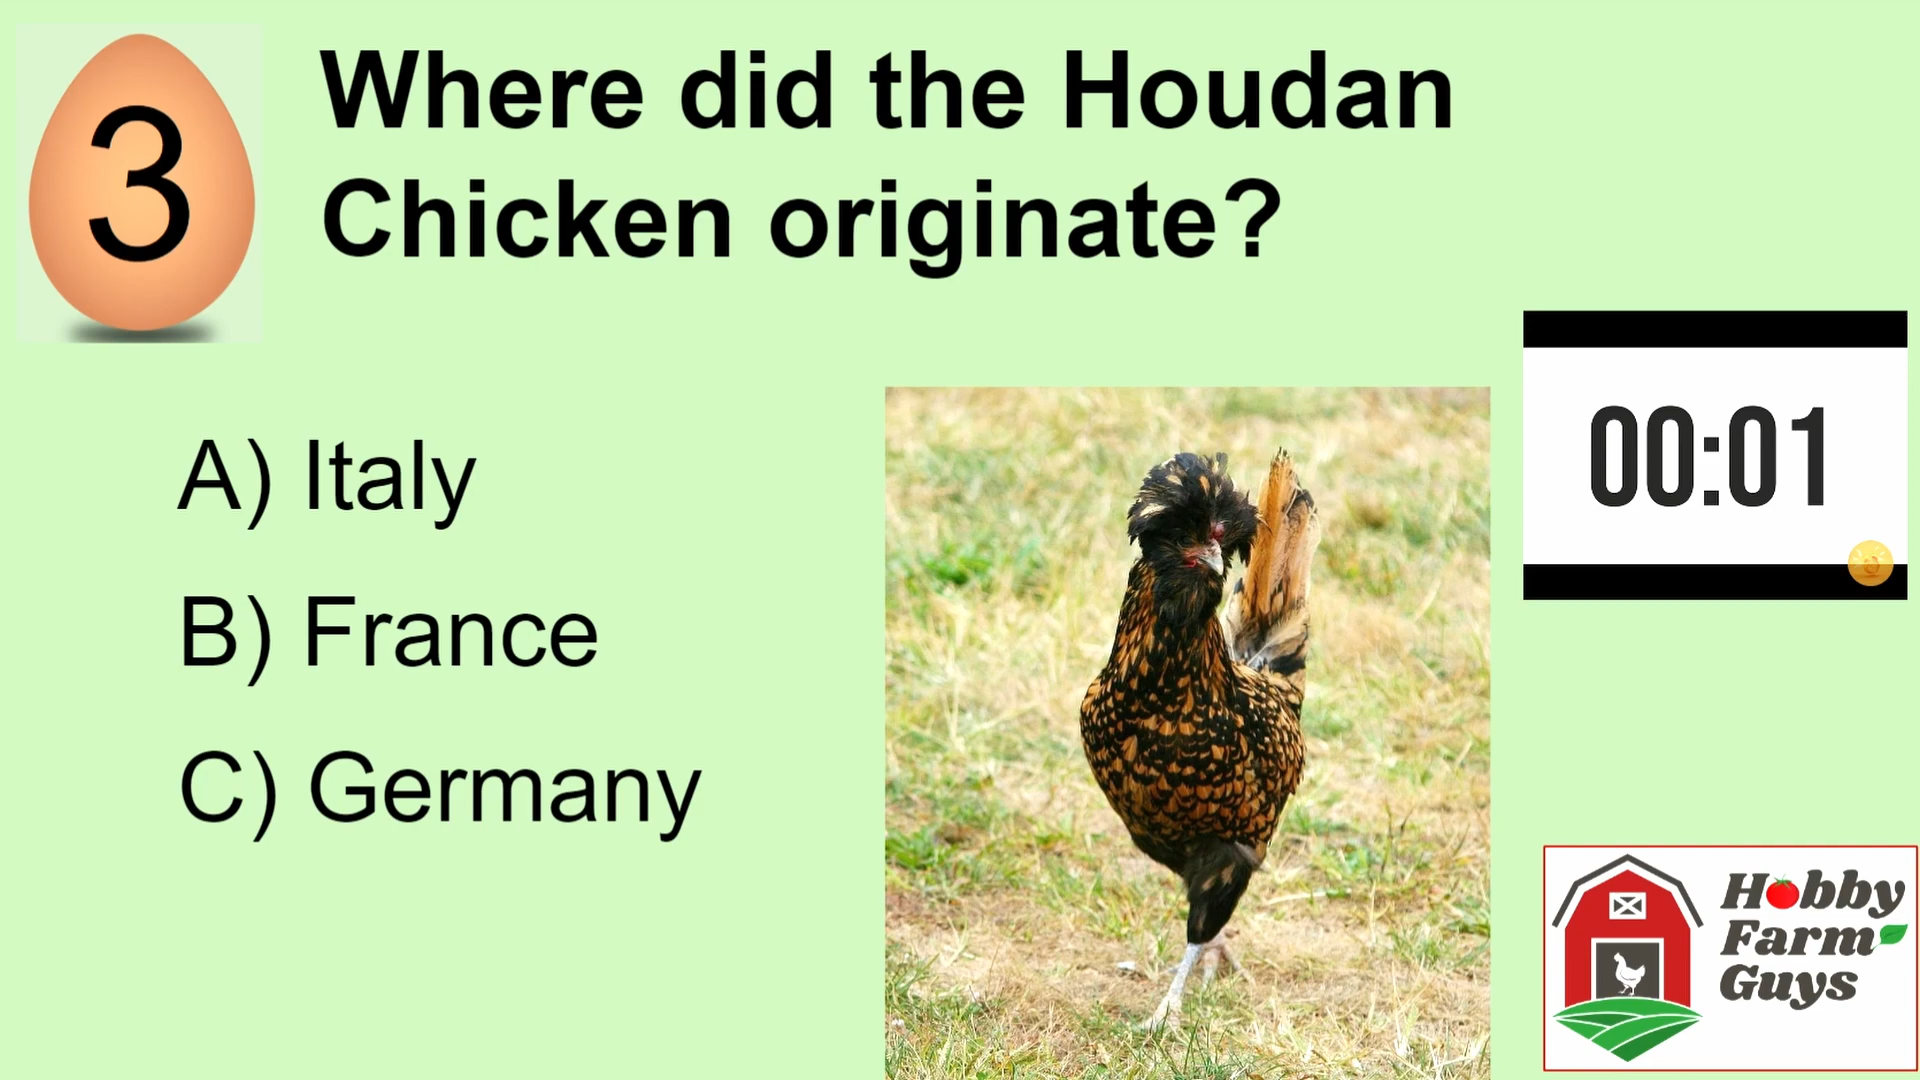 3
Where did the Houdan
Chicken originate?
A) Italy
B) France
C) Germany
00:01
Hobby
Farm
Guys